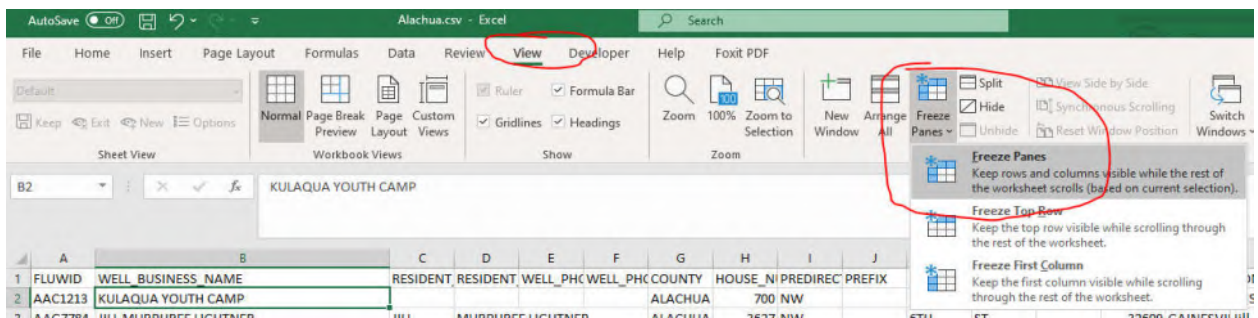 AutoSave Off Alachua.csv - Excel Search
File Home Insert Page Layout Formulas Data Review View Developer Help Foxit PDF
Default
Keep Exit New Options
Normal Page Break Preview Page Layout Custom Views
Ruler Formula Bar
Gridlines Headings
Zoom 100% Zoom to Selection
New Window Arrange All Freeze Panes
Split View Side by Side
Hide Synchronous Scrolling
Unhide Reset Window Position
Switch Windows
Sheet View Workbook Views Show Zoom
Freeze Panes
Keep rows and columns visible while the rest of
the worksheet scrolls (based on current selection).
Freeze Top Row
Keep the top row visible while scrolling through
the rest of the worksheet.
Freeze First Column
Keep the first column visible while scrolling
through the rest of the worksheet.
B2 fx KULAQUA YOUTH CAMP
A B C D E F G H I J
1 FLUWID WELL_BUSINESS_NAME RESIDENT_ RESIDENT_ WELL_PHC WELL_PHC COUNTY HOUSE_NU PREDIREC PREFIX
2 AAC1213 KULAQUA YOUTH CAMP ALACHUA 700 NW